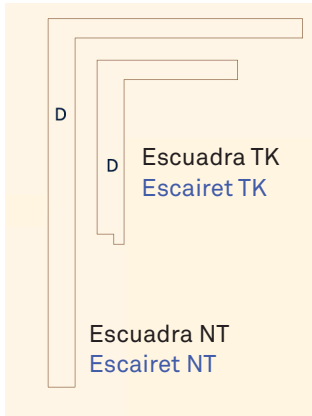 D
D
Escuadra TK
Escairet TK
Escuadra NT
Escairet NT